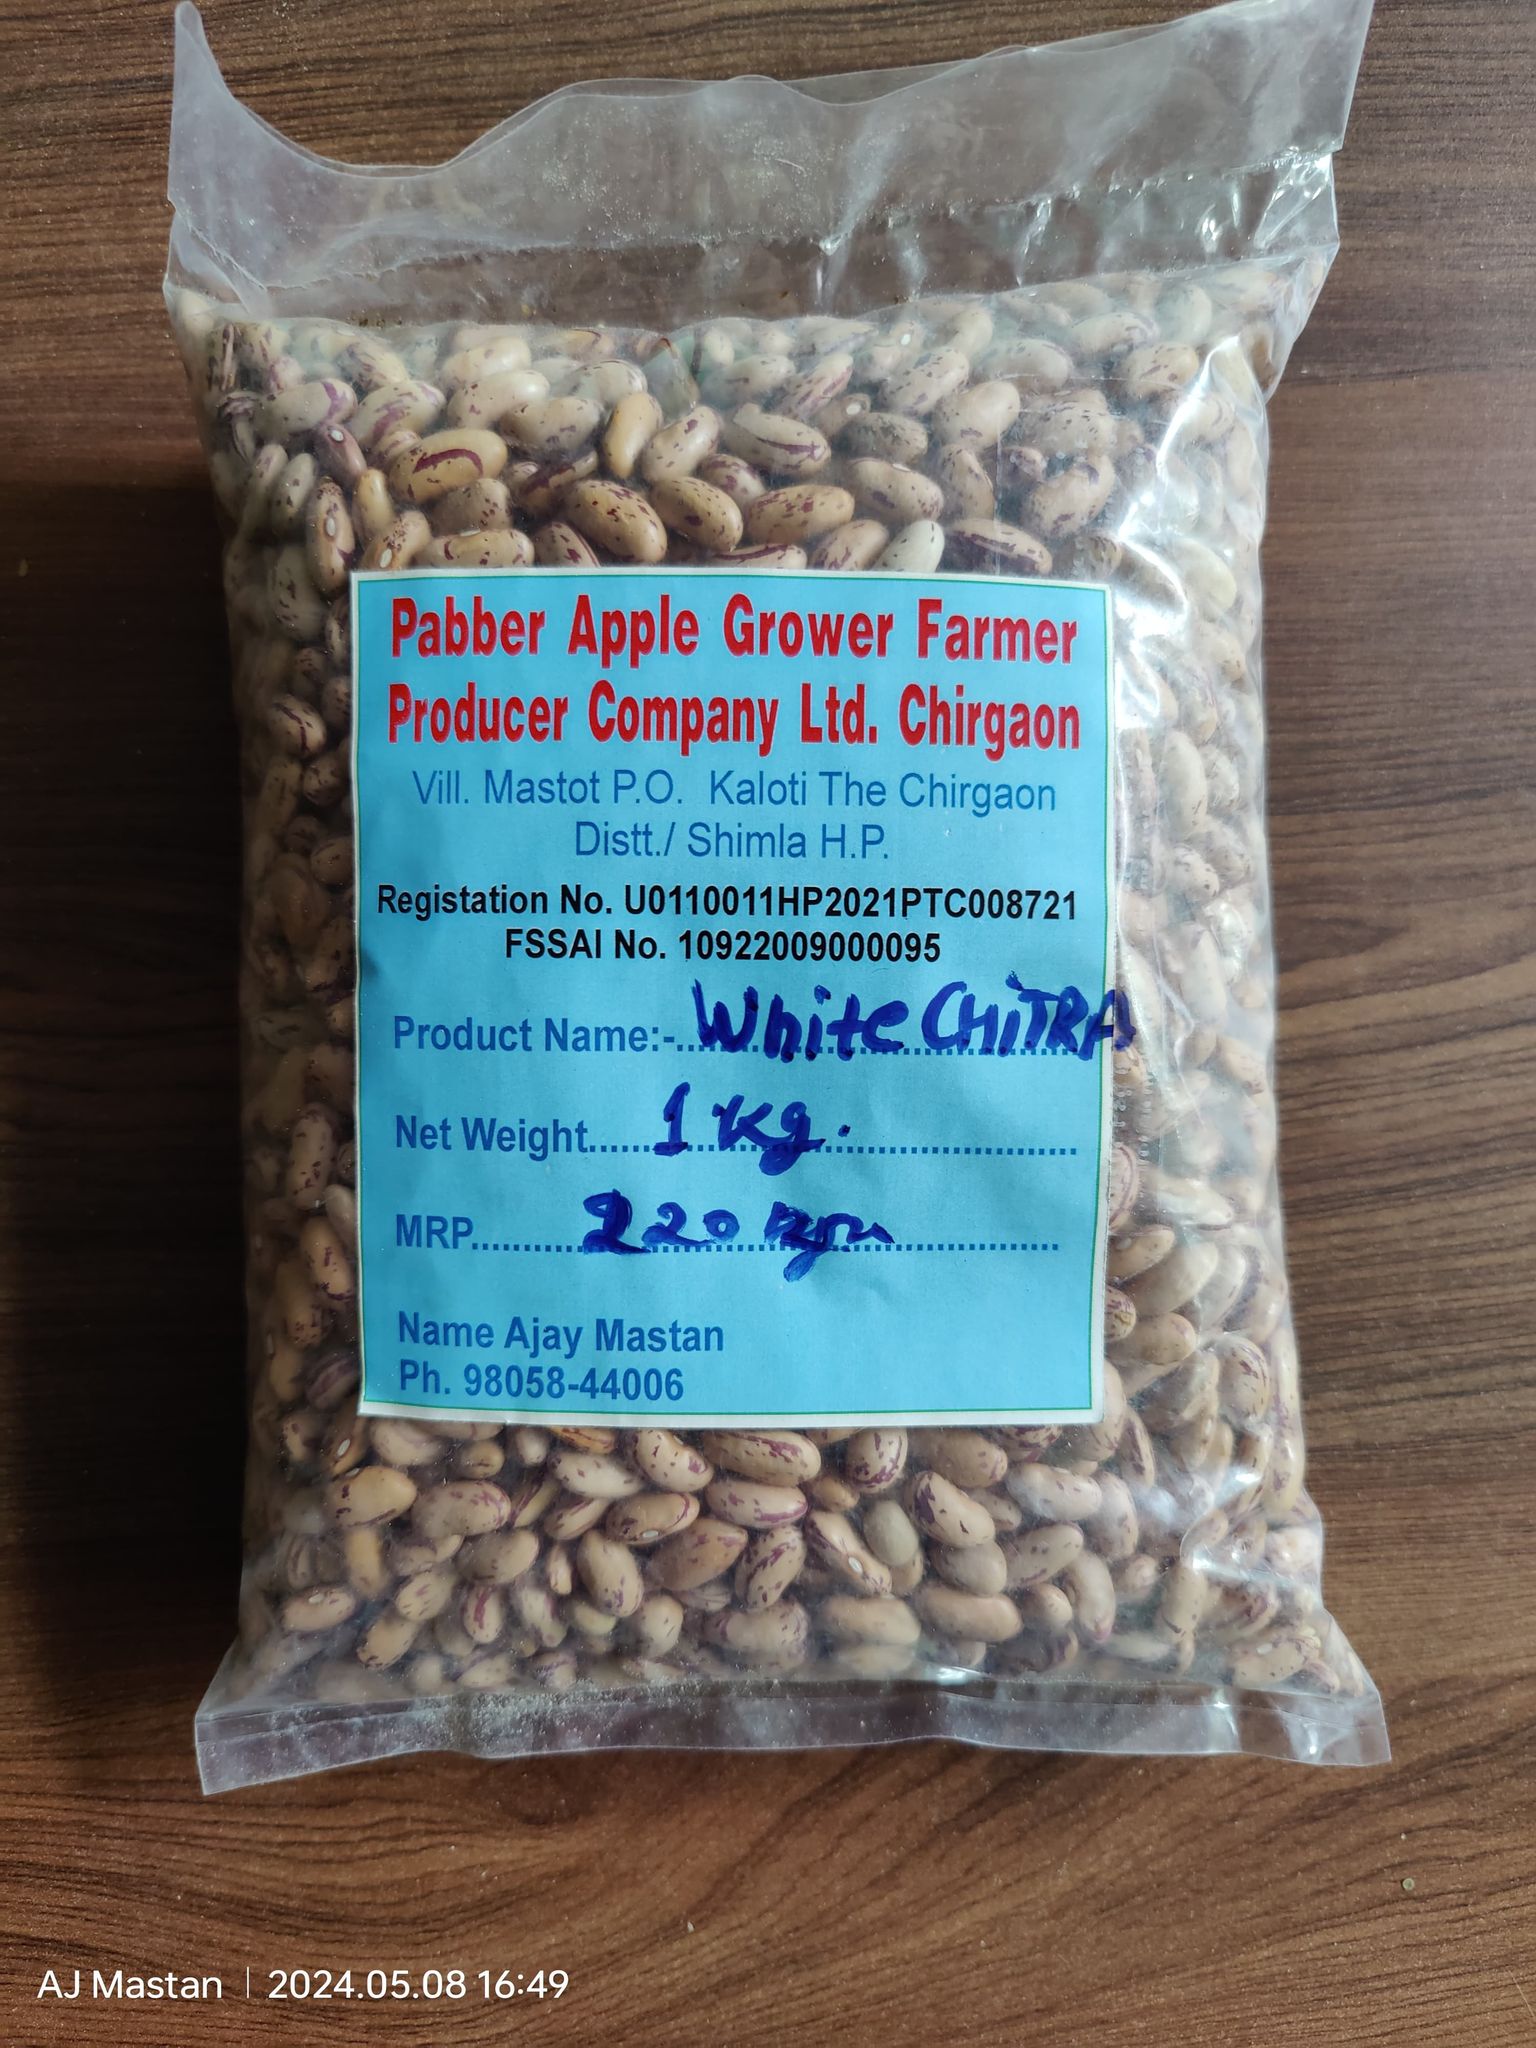 Pabber Apple Grower Farmer
Producer Company Ltd. Chirgaon
Vill. Mastot P.O. Kaloti The Chirgaon
Distt./ Shimla H.P.
Registation No. U0110011HP2021PTC008721
FSSAI No. 10922009000095
Product Name:-..White CHiTRA
Net Weight......1 Kg.
MRP..........220
Name Ajay Mastan
Ph. 98058-44006
AJ Mastan | 2024.05.08 16:49